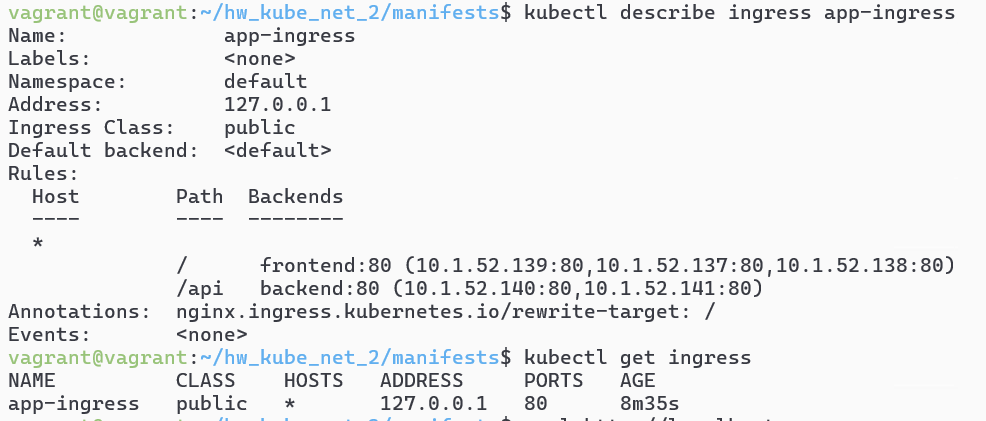 vagrant@vagrant:~/hw_kube_net_2/manifests$ kubectl describe ingress app-ingress
Name:             app-ingress
Labels:           <none>
Namespace:        default
Address:          127.0.0.1
Ingress Class:    public
Default backend:  <default>
Rules:
  Host        Path  Backends
  ----        ----  --------
  *
              /      frontend:80 (10.1.52.139:80,10.1.52.137:80,10.1.52.138:80)
              /api   backend:80 (10.1.52.140:80,10.1.52.141:80)
Annotations:  nginx.ingress.kubernetes.io/rewrite-target: /
Events:       <none>
vagrant@vagrant:~/hw_kube_net_2/manifests$ kubectl get ingress
NAME          CLASS    HOSTS   ADDRESS     PORTS   AGE
app-ingress   public   *       127.0.0.1   80      8m35s